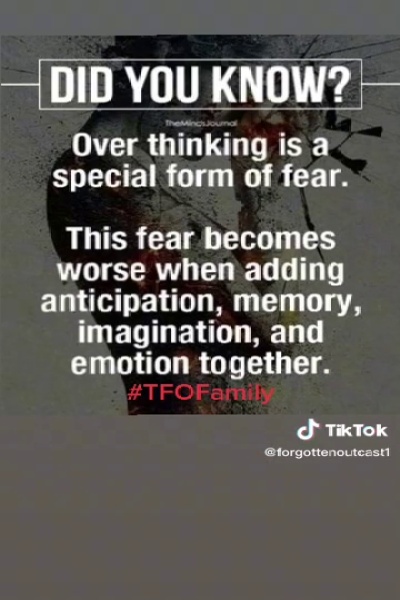 DID YOU KNOW?
TheMindsJournal
Over thinking is a
special form of fear.
This fear becomes
worse when adding
anticipation, memory,
imagination, and
emotion together.
#TFOFamily
TikTok
@forgottenoutcast1